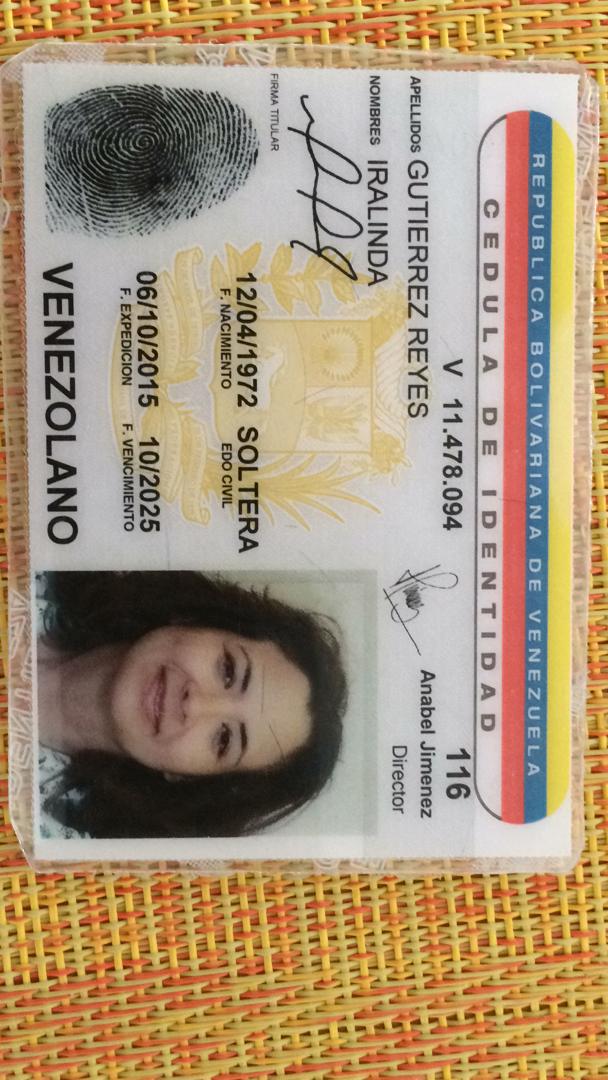 REPUBLICA BOLIVARIANA DE VENEZUELA
CEDULA DE IDENTIDAD
V 11.478.094
116
APELLIDOS GUTIERREZ REYES
Anabel Jimenez
Director
NOMBRES IRALINDA
FIRMA TITULAR
12/04/1972 SOLTERA
F. NACIMIENTO EDO CIVIL
06/10/2015 10/2025
F. EXPEDICION F. VENCIMIENTO
VENEZOLANO